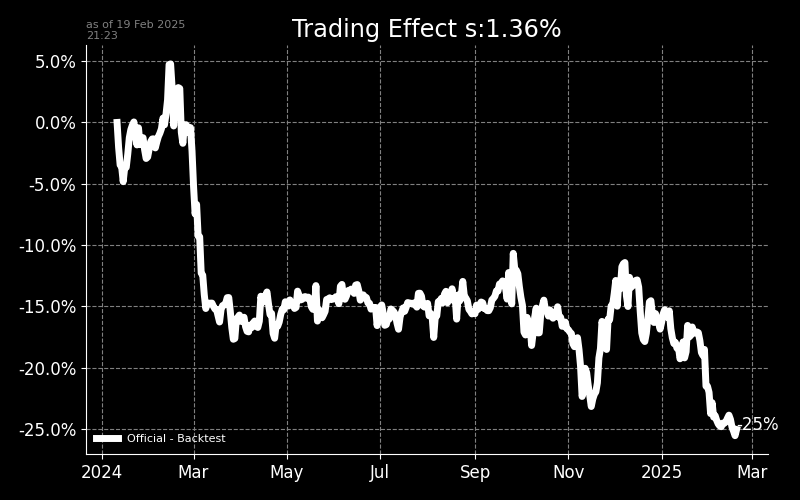 as of 19 Feb 2025
21:23
Trading Effect s:1.36%
5.0%
0.0%
-5.0%
-10.0%
-15.0%
-20.0%
-25.0%
-25%
Official - Backtest
2024 Mar May Jul Sep Nov 2025 Mar